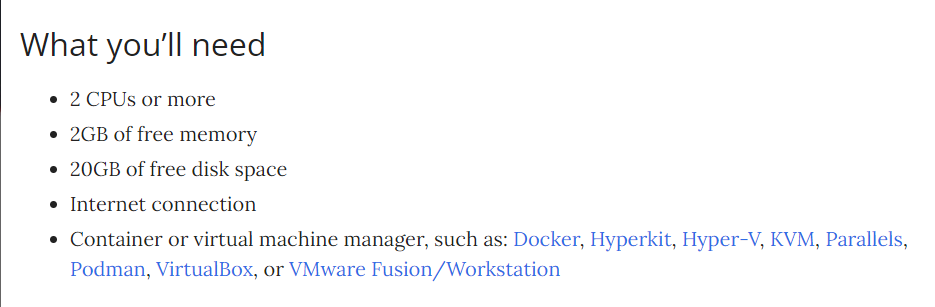 What you’ll need
2 CPUs or more
2GB of free memory
20GB of free disk space
Internet connection
Container or virtual machine manager, such as: Docker, Hyperkit, Hyper-V, KVM, Parallels,
Podman, VirtualBox, or VMware Fusion/Workstation